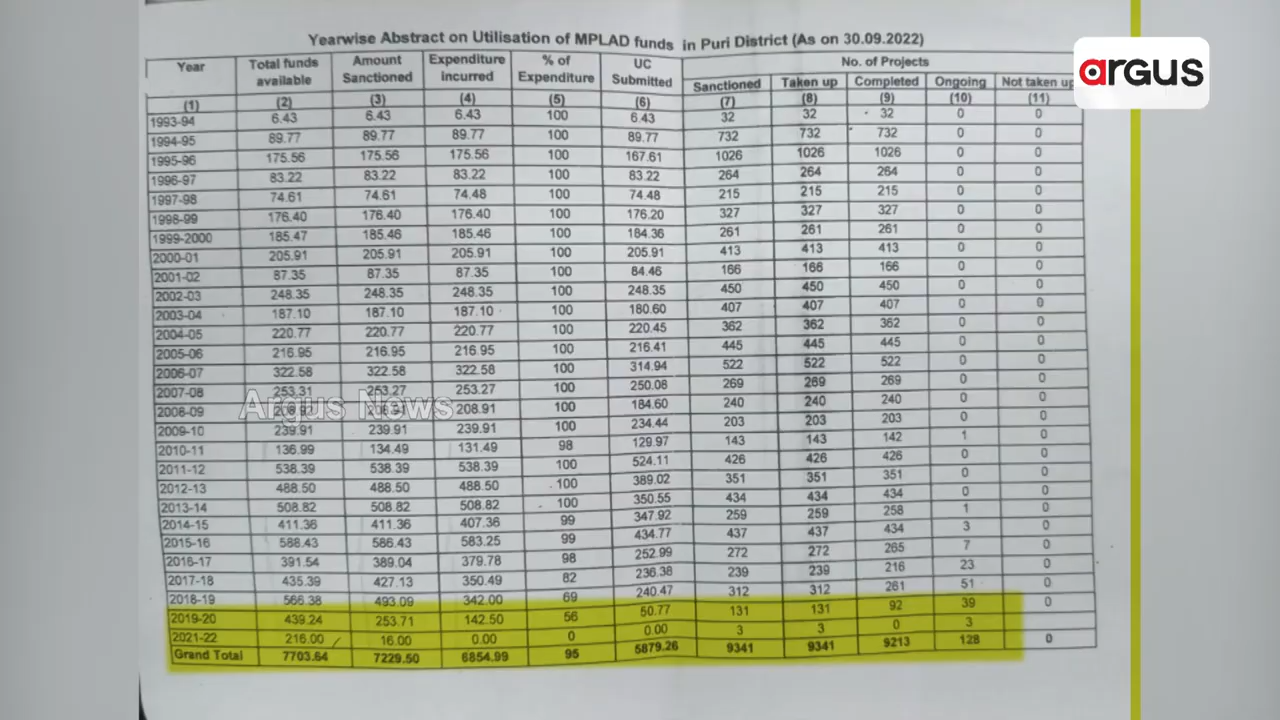 Yearwise Abstract on Utilisation of MPLAD funds in Puri District (As on 30.09.2022)
argus
Year Total funds available Amount Sanctioned Expenditure incurred % of Expenditure UC Submitted No. of Projects
Sanctioned Taken up Completed Ongoing Not taken up
(1) (2) (3) (4) (5) (6) (7) (8) (9) (10) (11)
1993-94 6.43 6.43 6.43 100 6.43 32 32 32 0 0
1994-95 89.77 89.77 89.77 100 89.77 732 732 732 0 0
1995-96 175.56 175.56 175.56 100 167.61 1026 1026 1026 0 0
1996-97 83.22 83.22 83.22 100 83.22 264 264 264 0 0
1997-98 74.61 74.61 74.48 100 74.48 215 215 215 0 0
1998-99 176.40 176.40 176.40 100 176.20 327 327 327 0 0
1999-2000 185.47 185.46 185.46 100 184.36 261 261 261 0 0
2000-01 205.91 205.91 205.91 100 205.91 413 413 413 0 0
2001-02 87.35 87.35 87.35 100 84.46 166 166 166 0 0
2002-03 248.35 248.35 248.35 100 248.35 450 450 450 0 0
2003-04 187.10 187.10 187.10 100 180.60 407 407 407 0 0
2004-05 220.77 220.77 220.77 100 220.45 362 362 362 0 0
2005-06 216.95 216.95 216.95 100 216.41 445 445 445 0 0
2006-07 322.58 322.58 322.58 100 314.94 522 522 522 0 0
2007-08 253.31 253.27 253.27 100 250.08 269 269 269 0 0
Argus News
2008-09 208.91 100 184.60 240 240 240 0 0
2009-10 239.91 239.91 239.91 100 234.44 203 203 203 0 0
2010-11 136.99 134.49 131.49 98 129.97 143 143 142 1 0
2011-12 538.39 538.39 538.39 100 524.11 426 426 426 0 0
2012-13 488.50 488.50 488.50 100 389.02 351 351 351 0 0
2013-14 508.82 508.82 508.82 100 350.55 434 434 434 0 0
2014-15 411.36 411.36 407.36 99 347.92 259 259 258 1 0
2015-16 588.43 586.43 583.25 99 434.77 437 437 434 3 0
2016-17 391.54 389.04 379.78 98 252.99 272 272 265 7 0
2017-18 435.39 427.13 350.49 82 236.38 239 239 216 23 0
2018-19 566.38 493.09 342.00 69 240.47 312 312 261 51 0
2019-20 439.24 253.71 142.50 56 50.77 131 131 92 39 0
2021-22 216.00 16.00 0.00 0 0.00 3 3 0 3
Grand Total 7703.64 7229.50 6854.99 95 5879.26 9341 9341 9213 128 0